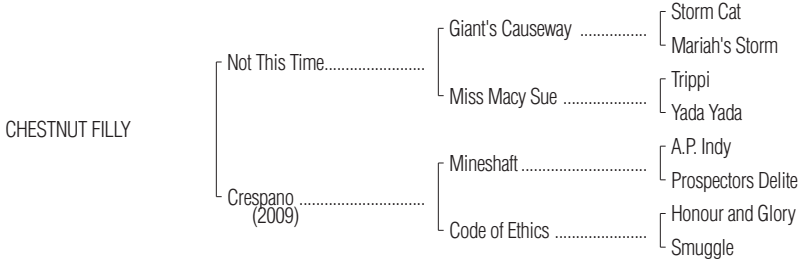 Storm Cat
Giant's Causeway ................
Mariah's Storm
Not This Time........................
Trippi
Miss Macy Sue ....................
Yada Yada
CHESTNUT FILLY
A.P. Indy
Mineshaft..............................
Prospectors Delite
Crespano ..............................
(2009)
Honour and Glory
Code of Ethics ......................
Smuggle